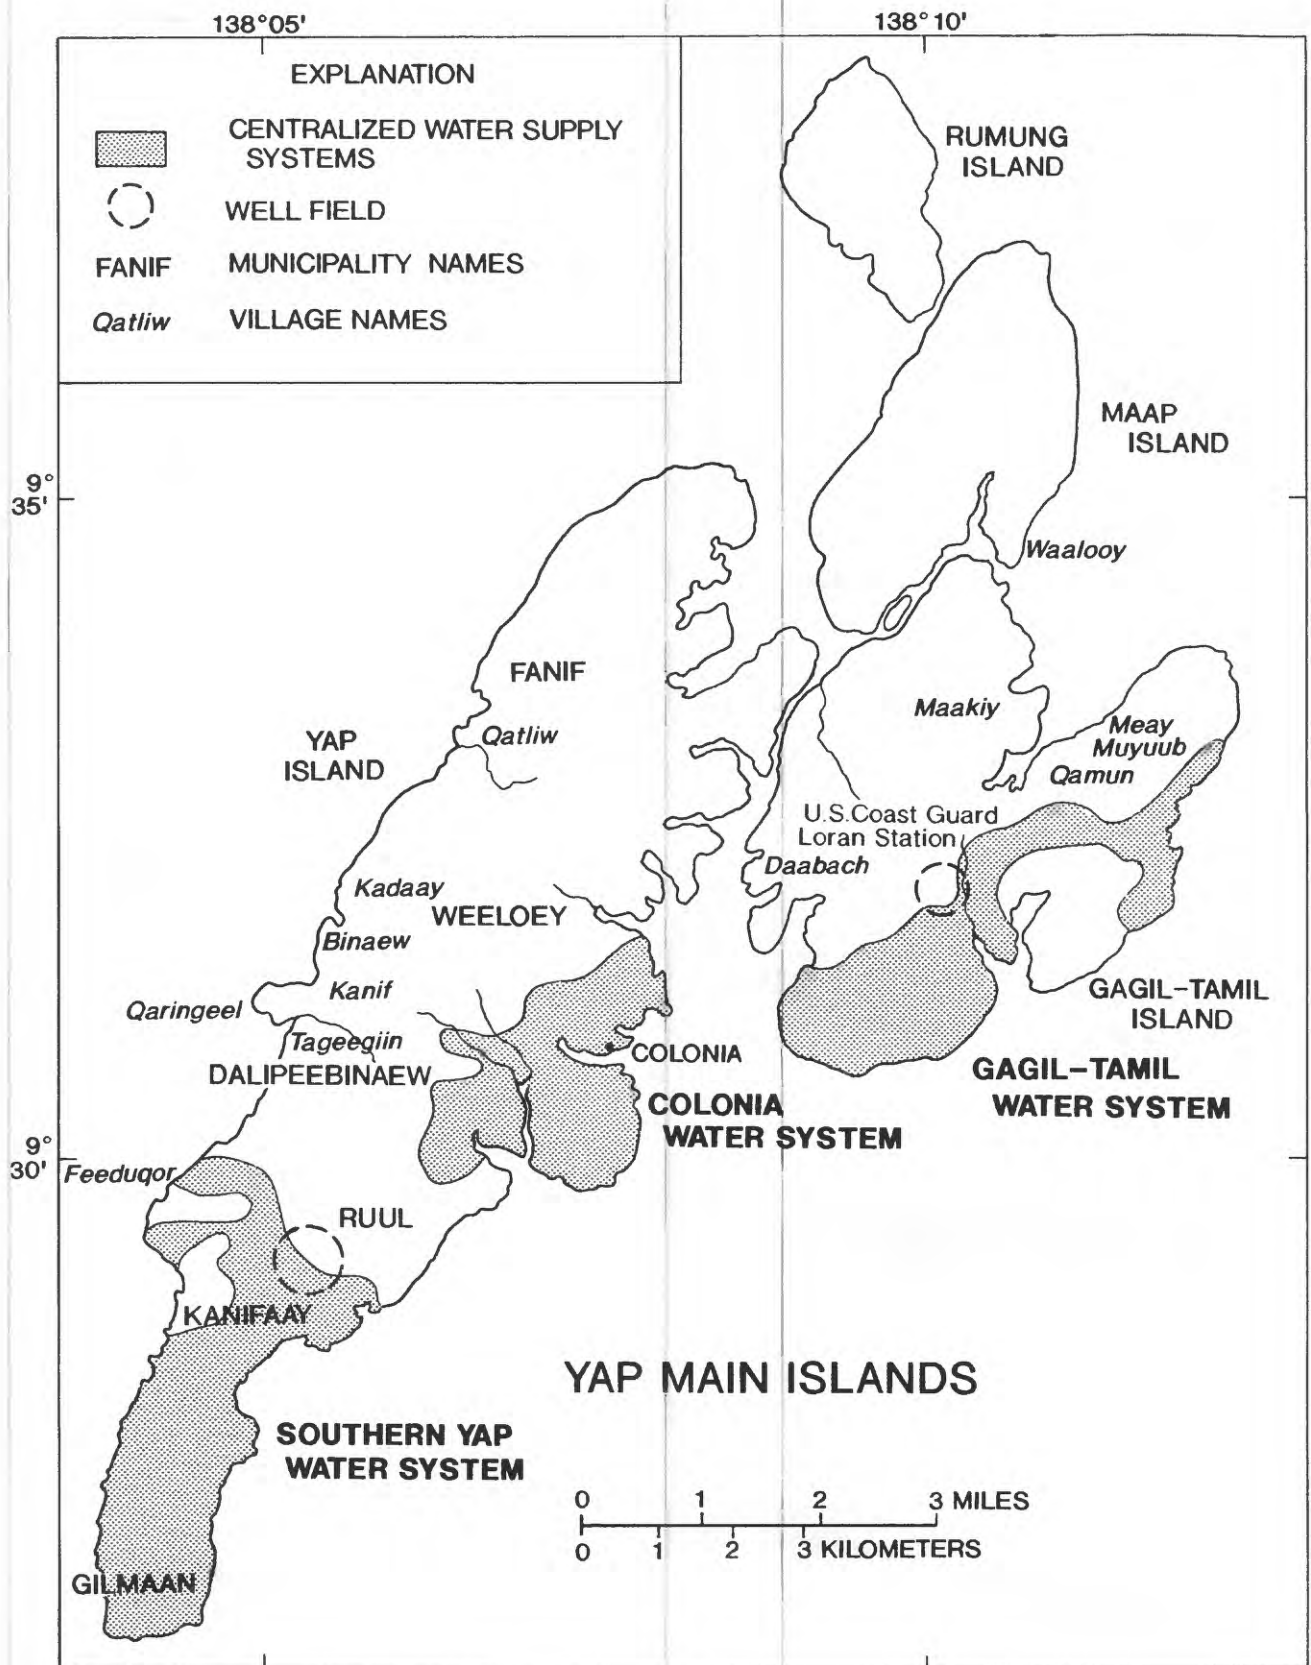 138°05'
138°10'
EXPLANATION
CENTRALIZED WATER SUPPLY
SYSTEMS
WELL FIELD
FANIF
MUNICIPALITY NAMES
Qatliw
VILLAGE NAMES
RUMUNG
ISLAND
MAAP
ISLAND
9°
35'
Waalooy
FANIF
Maakiy
Qatliw
YAP
ISLAND
Meay
Muyuub
Qamun
U.S.Coast Guard
Loran Station
Daabach
Kadaay
WEELOEY
Binaew
Kanif
Qaringeel
GAGIL-TAMIL
ISLAND
Tageegiin
COLONIA
DALIPEEBINAEW
GAGIL-TAMIL
WATER SYSTEM
COLONIA
WATER SYSTEM
9°
30'
Feeduqor
RUUL
KANIFAAY
YAP MAIN ISLANDS
SOUTHERN YAP
WATER SYSTEM
0 1 2 3 MILES
0 1 2 3 KILOMETERS
GILMAAN